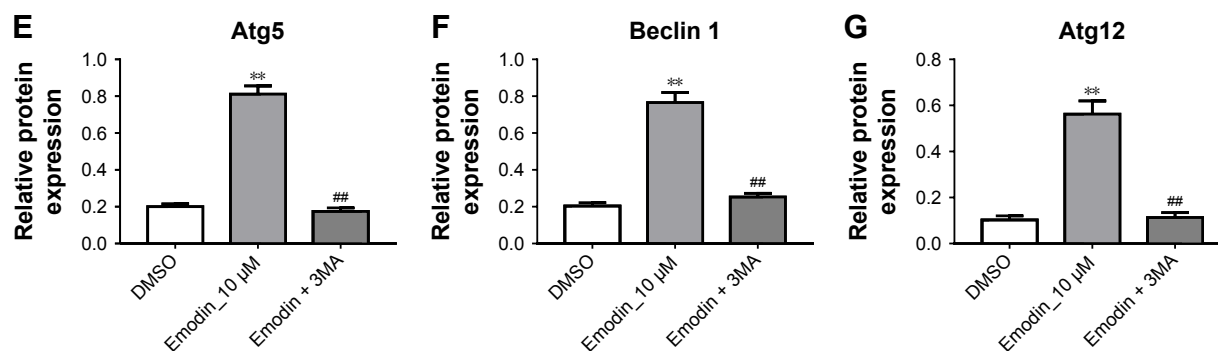 E
Atg5
Relative protein
expression
1.0
0.8
0.6
0.4
0.2
0.0
**
##
DMSO
Emodin_10 μM
Emodin + 3MA
F
Beclin 1
Relative protein
expression
1.0
0.8
0.6
0.4
0.2
0.0
**
##
DMSO
Emodin_10 μM
Emodin + 3MA
G
Atg12
Relative protein
expression
0.8
0.6
0.4
0.2
0.0
**
##
DMSO
Emodin_10 μM
Emodin + 3MA